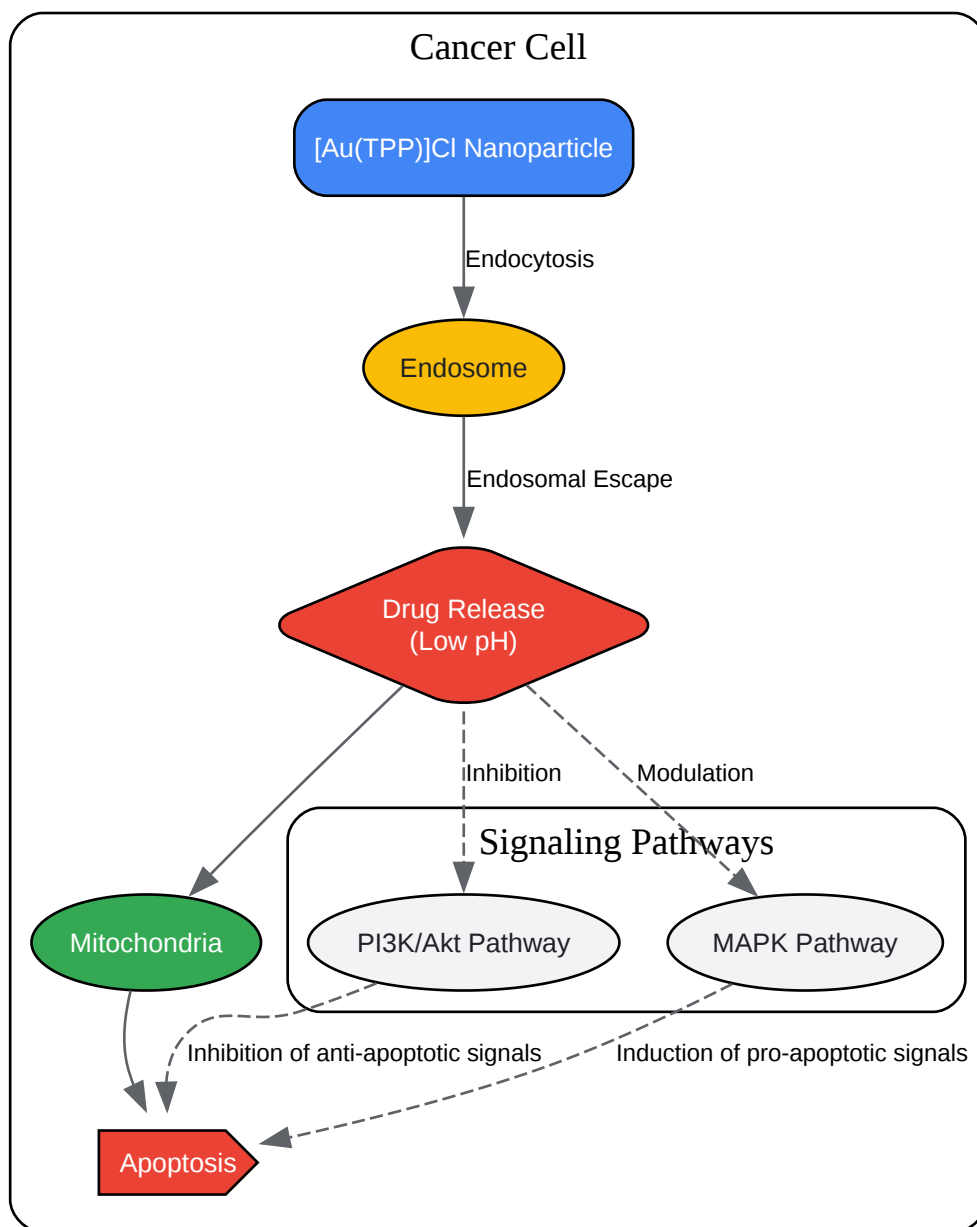 Cancer Cell
[Au(TPP)]Cl Nanoparticle
Endocytosis
Endosome
Endosomal Escape
Drug Release
(Low pH)
Inhibition
Modulation
Signaling Pathways
Mitochondria
PI3K/Akt Pathway
MAPK Pathway
Inhibition of anti-apoptotic signals
Induction of pro-apoptotic signals
Apoptosis